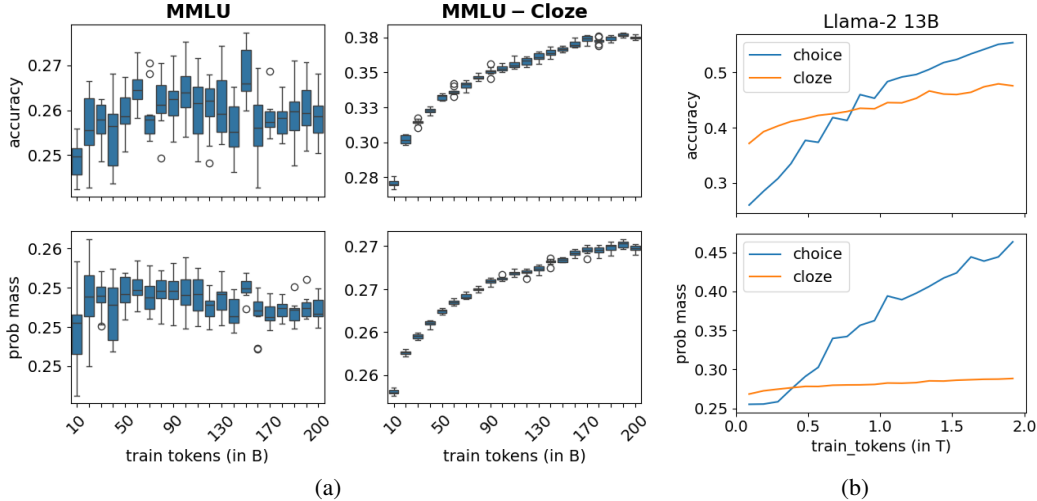 MMLU
accuracy
0.27
0.26
0.25
prob mass
0.26
0.25
0.25
0.25
10
50
90
130
170
200
train tokens (in B)
MMLU – Cloze
0.38
0.35
0.33
0.30
0.28
0.27
0.27
0.26
0.26
10
50
90
130
170
200
train tokens (in B)
(a)
Llama-2 13B
choice
cloze
accuracy
0.5
0.4
0.3
choice
cloze
prob mass
0.45
0.40
0.35
0.30
0.25
0.0
0.5
1.0
1.5
2.0
train_tokens (in T)
(b)